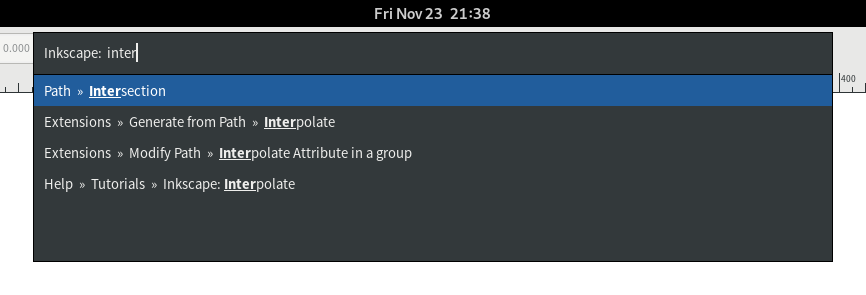 Fri Nov 23 21:38
0.000
Inkscape: inter
400
Path » Intersection
Extensions » Generate from Path » Interpolate
Extensions » Modify Path » Interpolate Attribute in a group
Help » Tutorials » Inkscape: Interpolate